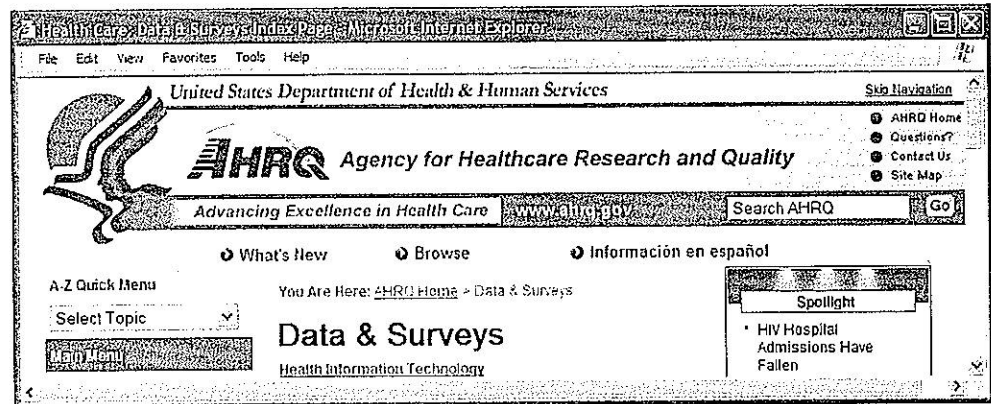 Health Care: Data & Surveys Index Page - Microsoft Internet Explorer
File Edit View Favorites Tools Help
United States Department of Health & Human Services
Skip Navigation
AHRQ Home
Questions?
Contact Us
Site Map
AHRQ Agency for Healthcare Research and Quality
Advancing Excellence in Health Care www.ahrq.gov Search AHRQ Go
What's New Browse Información en español
A-Z Quick Menu
Select Topic
Main Menu
You Are Here: AHRQ Home > Data & Surveys
Data & Surveys
Health Information Technology
Spotlight
HIV Hospital
Admissions Have
Fallen